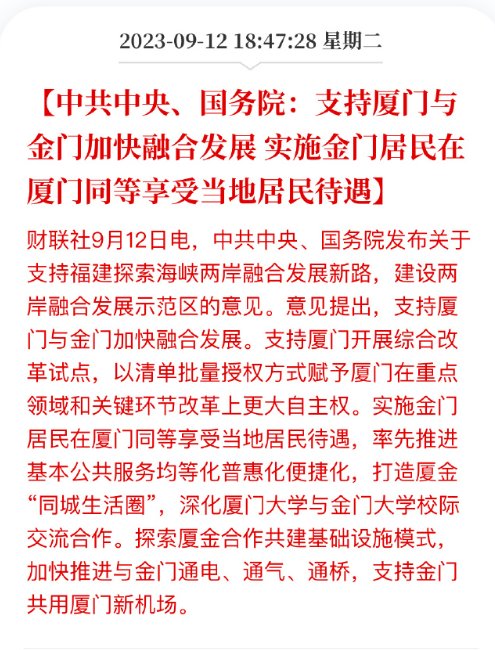 2023-09-12 18:47:28 星期二
【中共中央、国务院：支持厦门与
金门加快融合发展 实施金门居民在
厦门同等享受当地居民待遇】
财联社9月12日电，中共中央、国务院发布关于
支持福建探索海峡两岸融合发展新路，建设两
岸融合发展示范区的意见。意见提出，支持厦
门与金门加快融合发展。支持厦门开展综合改
革试点，以清单批量授权方式赋予厦门在重点
领域和关键环节改革上更大自主权。实施金门
居民在厦门同等享受当地居民待遇，率先推进
基本公共服务均等化普惠化便捷化，打造厦金
“同城生活圈”，深化厦门大学与金门大学校际
交流合作。探索厦金合作共建基础设施模式，
加快推进与金门通电、通气、通桥，支持金门
共用厦门新机场。